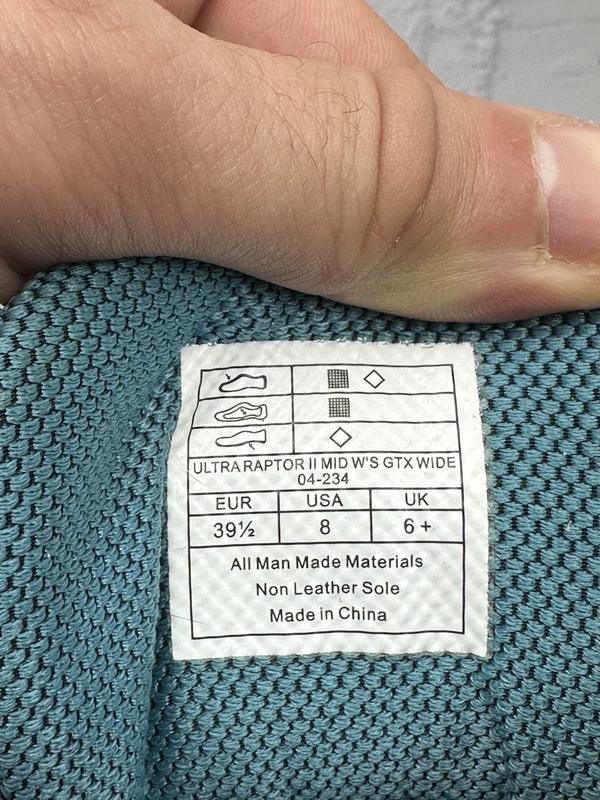 ULTRA RAPTOR II MID W'S GTX WIDE
04-234
EUR USA UK
39½ 8 6 +
All Man Made Materials
Non Leather Sole
Made in China